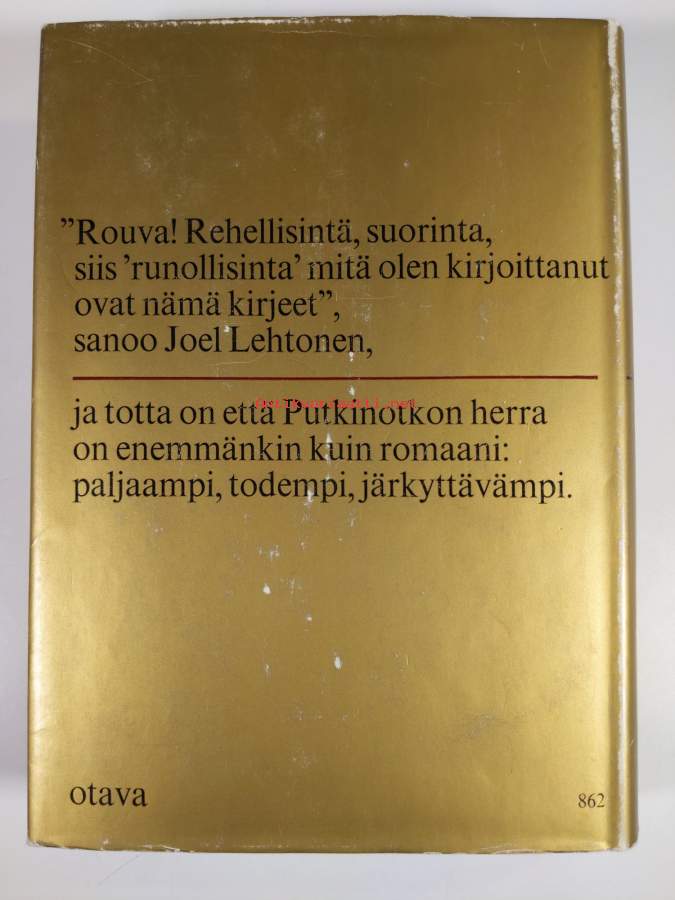 ”Rouva! Rehellisintä, suorinta,
siis ’runollisinta’ mitä olen kirjoittanut
ovat nämä kirjeet”,
sanoo Joel Lehtonen,
ja totta on että Putkinotkon herra
on enemmänkin kuin romaani:
paljaampi, todempi, järkyttävämpi.
otava
862